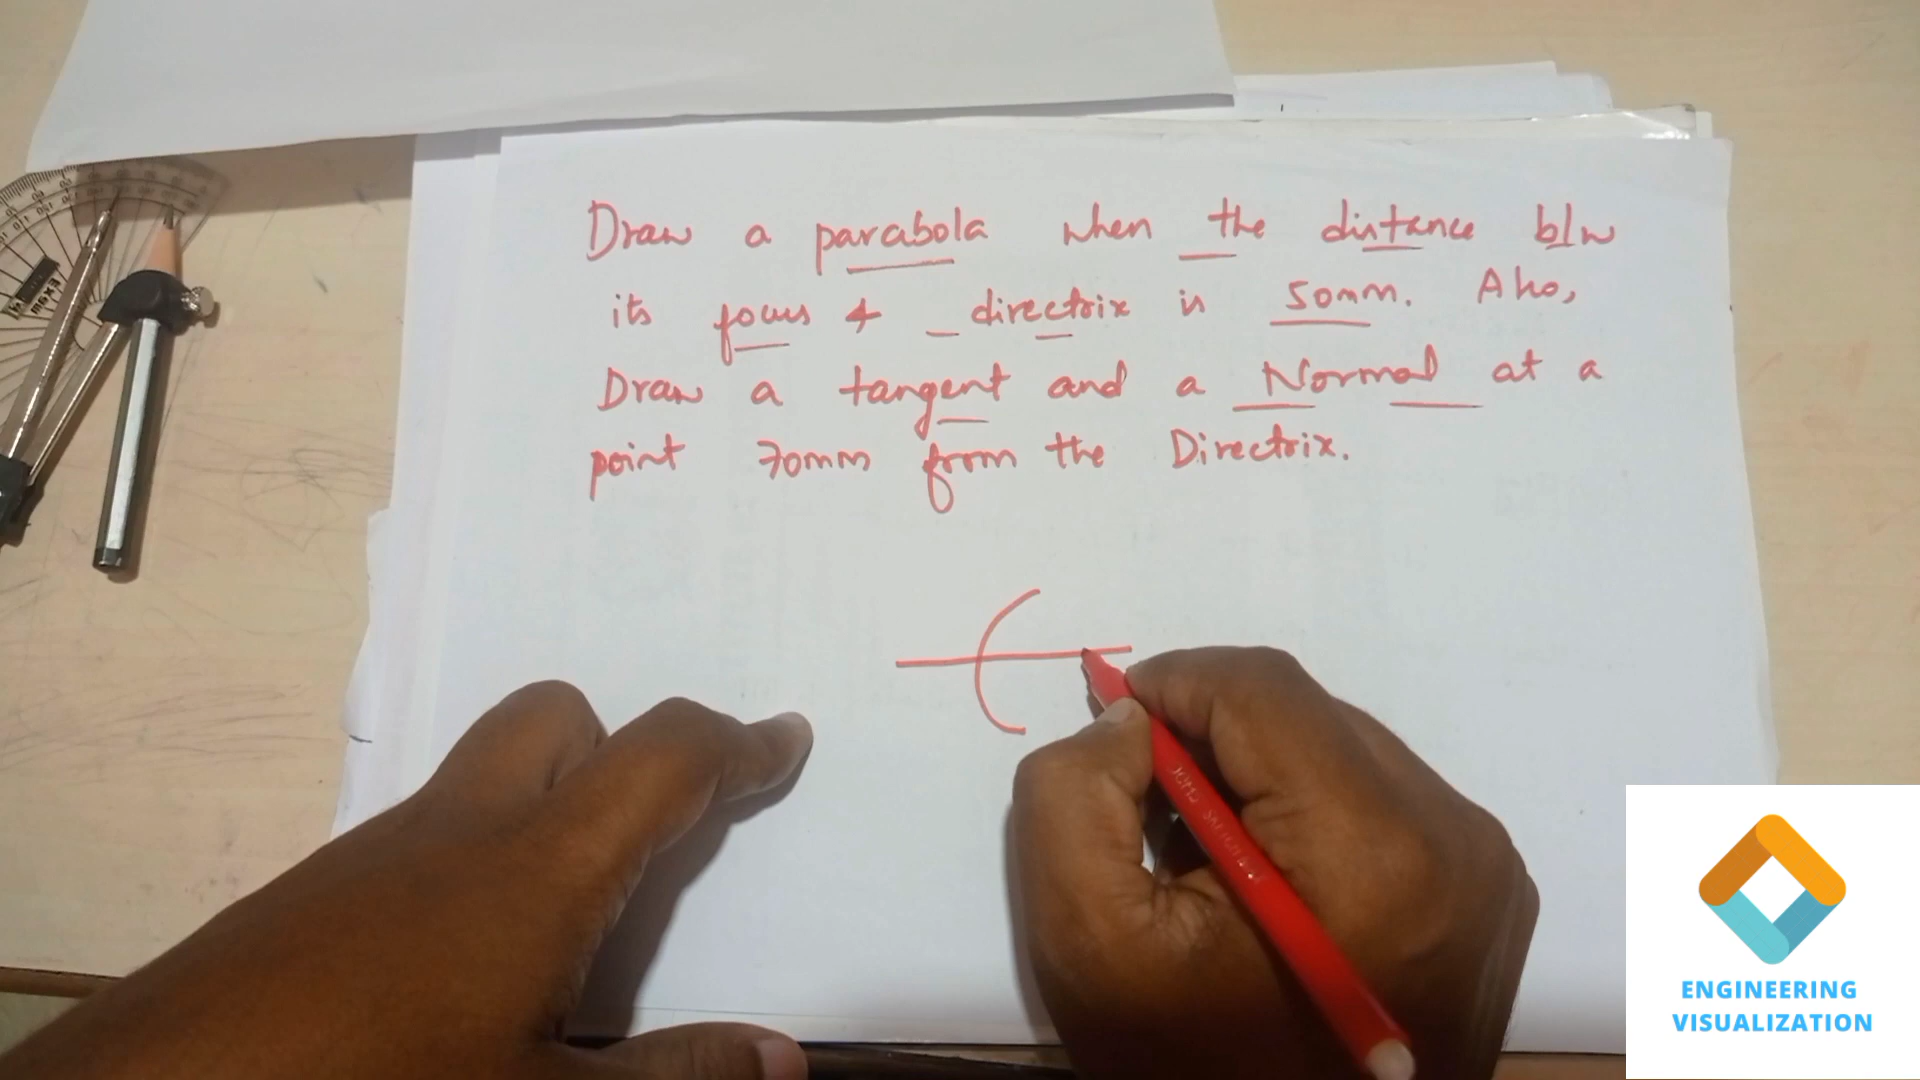 Draw a parabola when the distance b/w
its focus & directrix is 50mm. Also,
Draw a tangent and a Normal at a
point 70mm from the Directrix.
ENGINEERING
VISUALIZATION